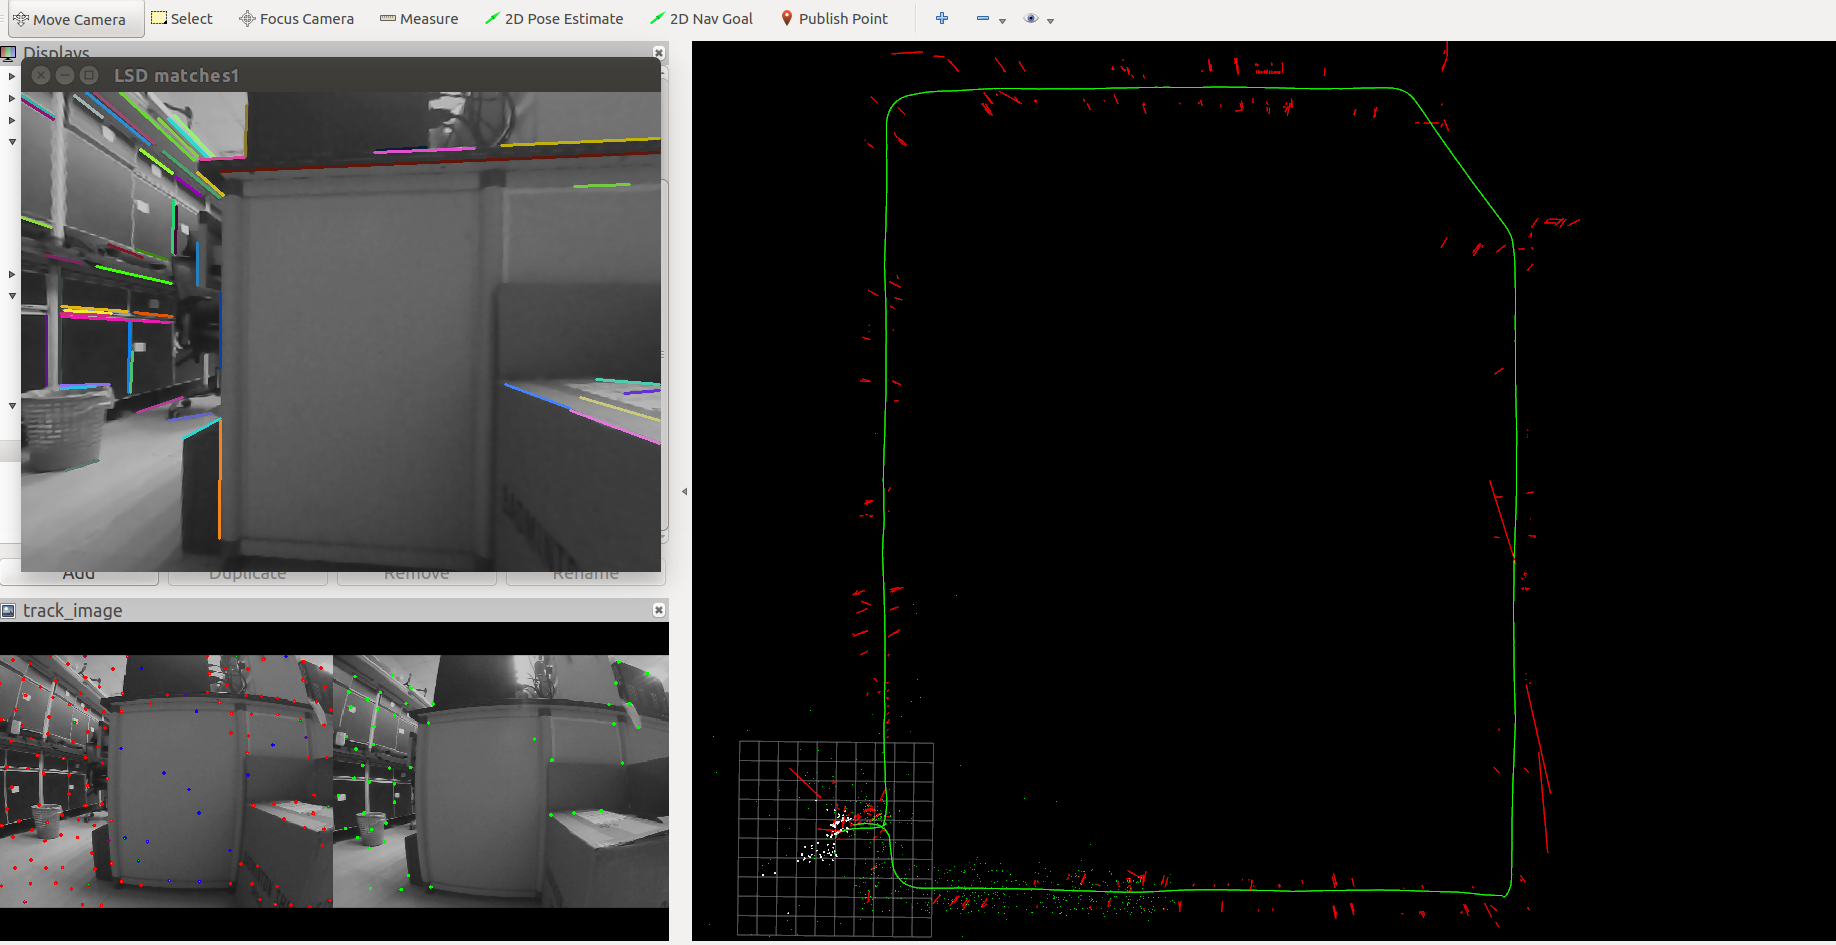 Move Camera Select Focus Camera Measure 2D Pose Estimate 2D Nav Goal Publish Point
Displays
LSD matches1
Add Duplicate Remove Rename
track_image